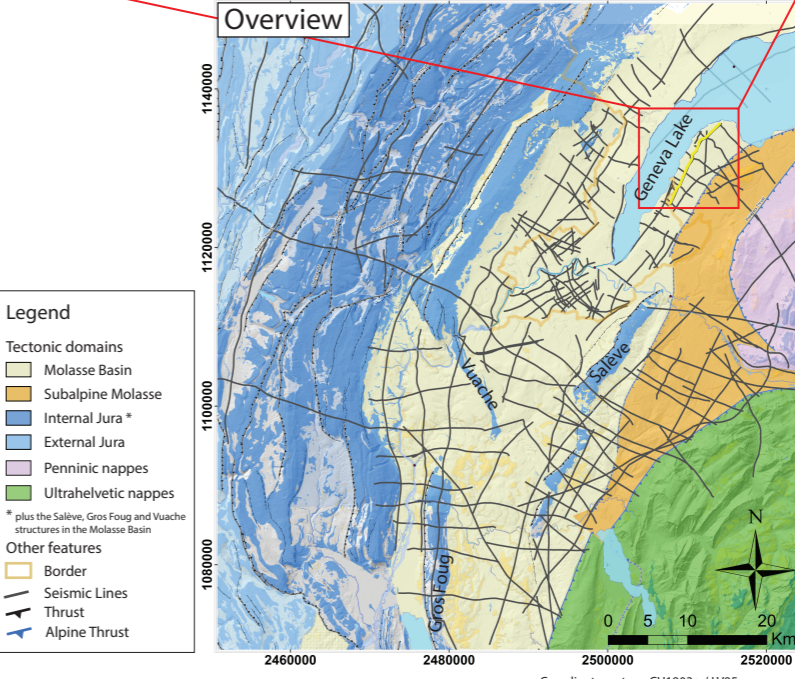 Overview
1140000
1120000
1100000
1080000
Geneva Lake
Vuache
Salève
Gros Foug
N
0 5 10 20
Km
2460000 2480000 2500000 2520000
Legend
Tectonic domains
Molasse Basin
Subalpine Molasse
Internal Jura *
External Jura
Penninic nappes
Ultrahelvetic nappes
* plus the Salève, Gros Foug and Vuache
structures in the Molasse Basin
Other features
Border
Seismic Lines
Thrust
Alpine Thrust